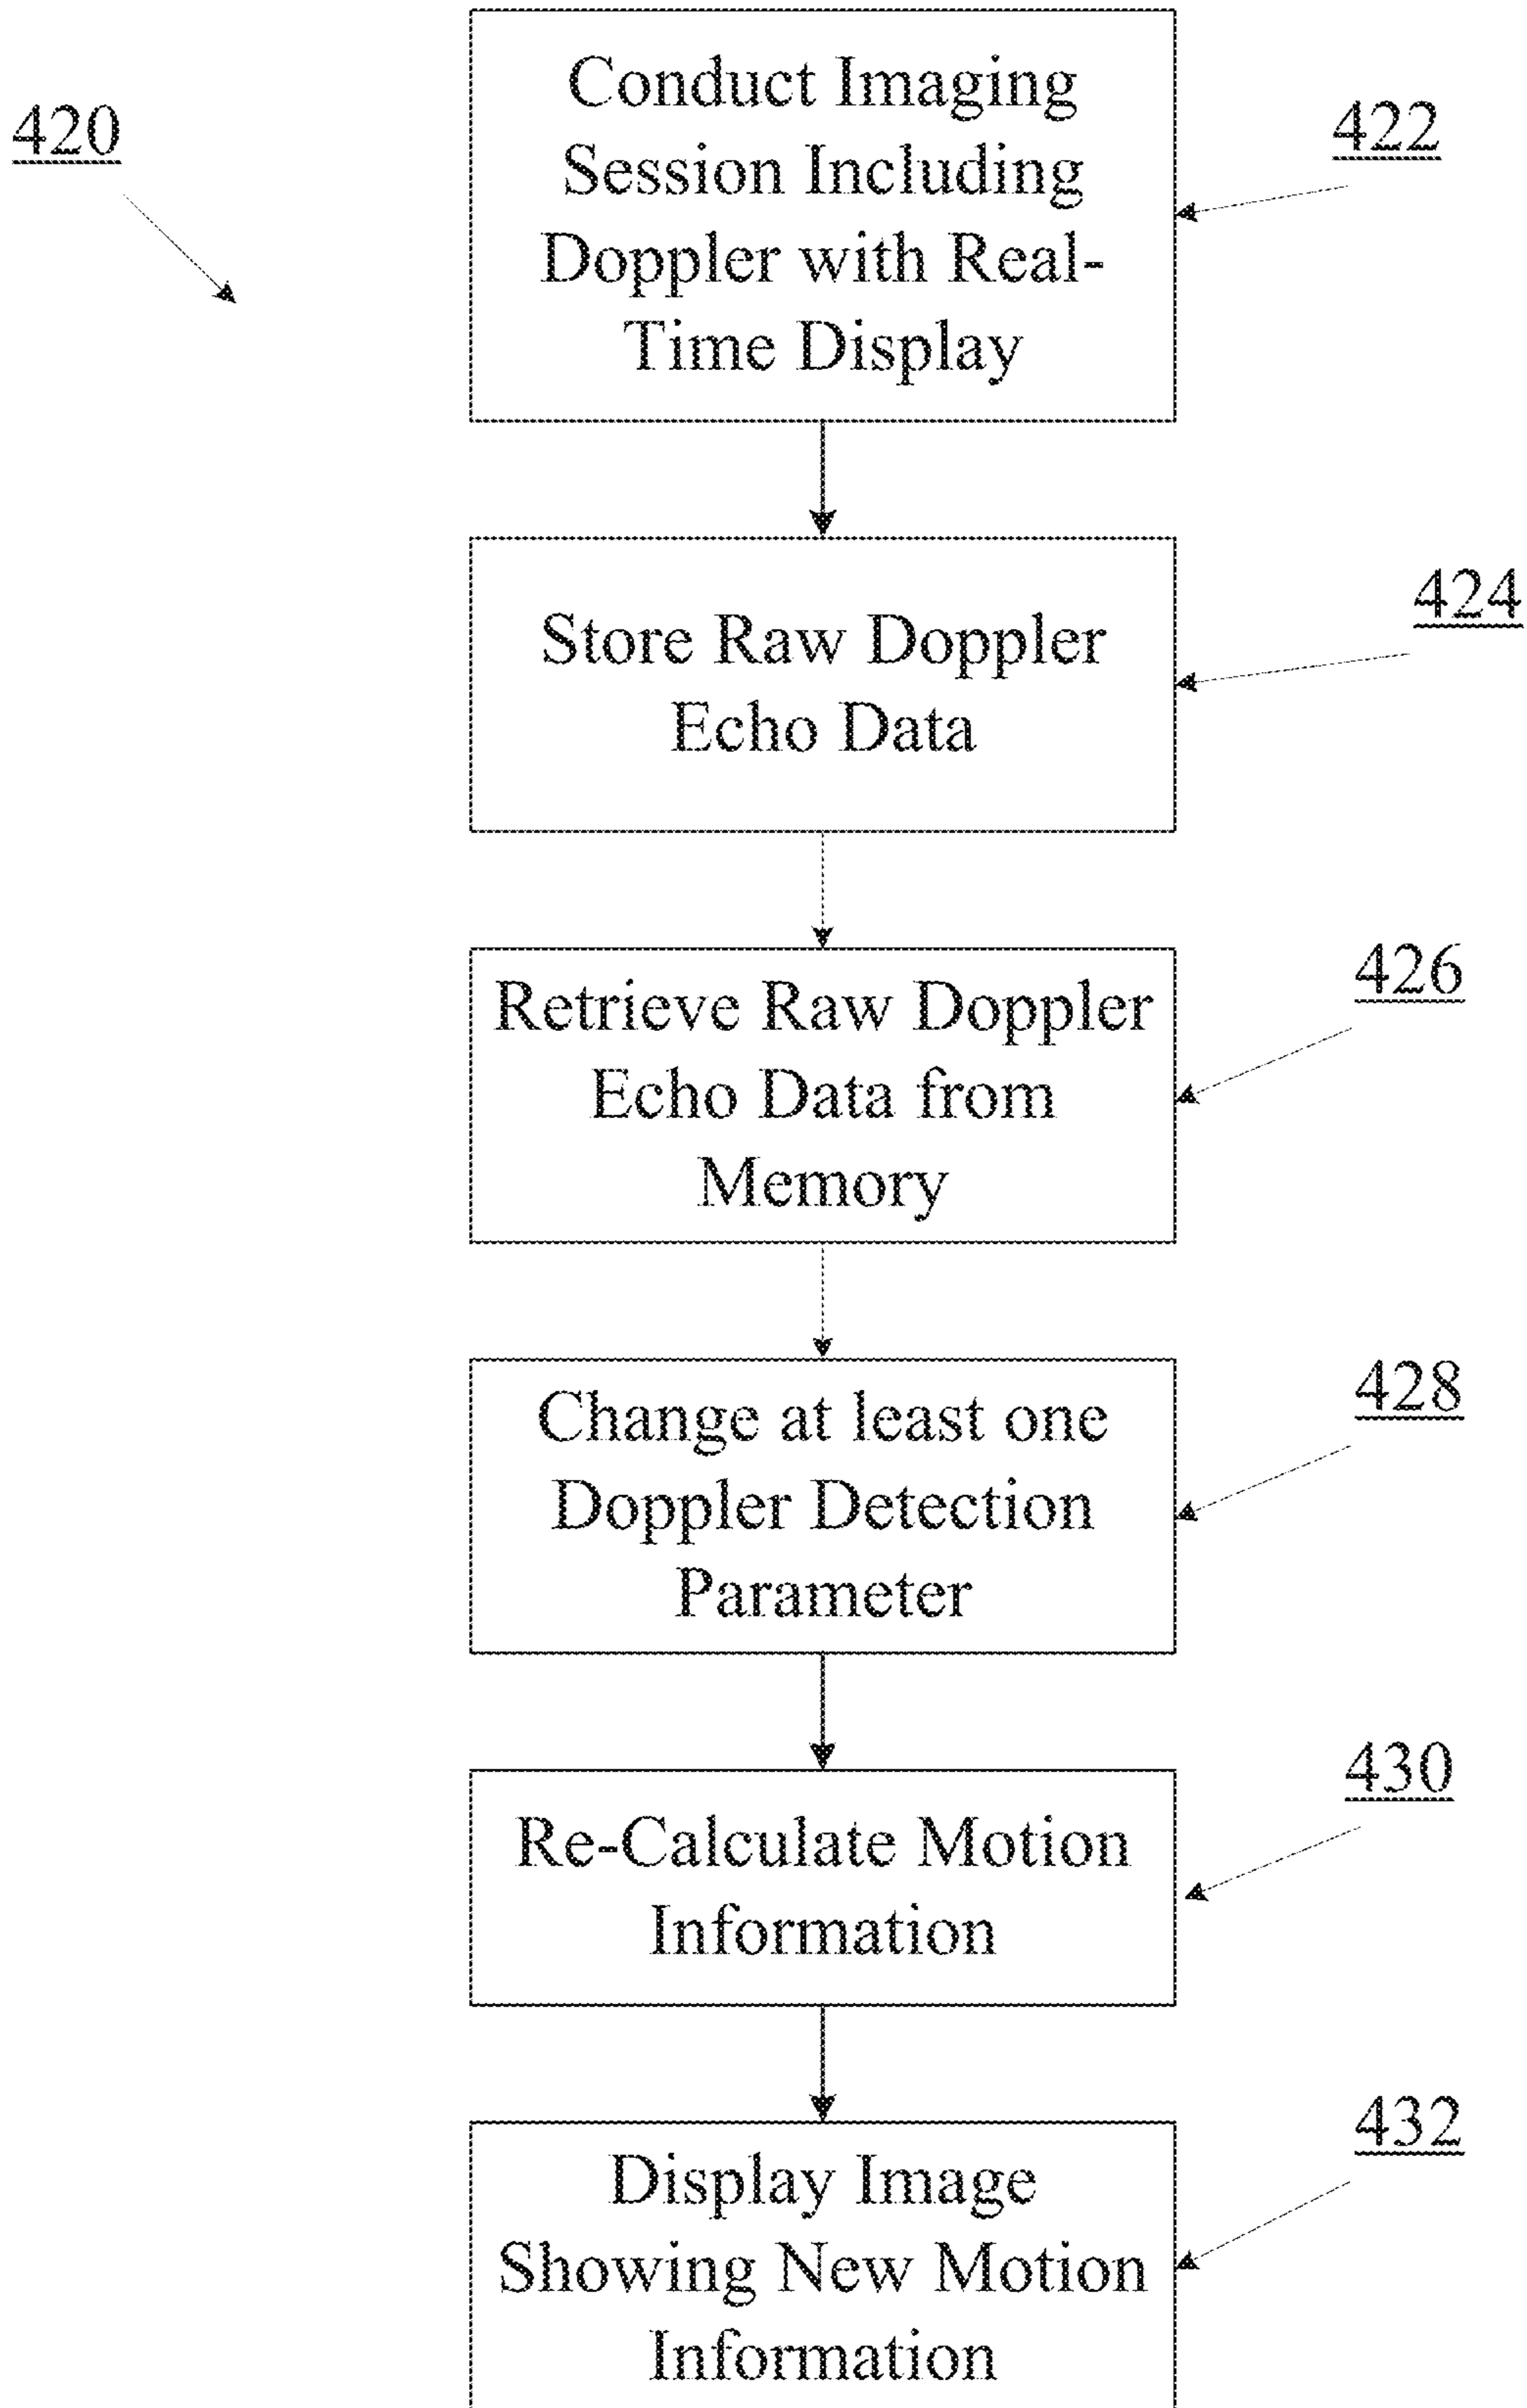 420
Conduct Imaging
Session Including
Doppler with Real-
Time Display
422
Store Raw Doppler
Echo Data
424
Retrieve Raw Doppler
Echo Data from
Memory
426
Change at least one
Doppler Detection
Parameter
428
Re-Calculate Motion
Information
430
Display Image
Showing New Motion
Information
432